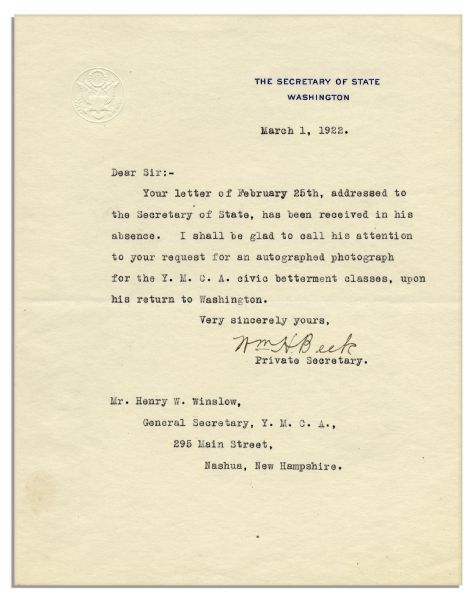 THE SECRETARY OF STATE
WASHINGTON
March 1, 1922.
Dear Sir:-
Your letter of February 25th, addressed to
the Secretary of State, has been received in his
absence. I shall be glad to call his attention
to your request for an autographed photograph
for the Y. M. C. A. civic betterment classes, upon
his return to Washington.
Very sincerely yours,
Wm H. Beck
Private Secretary.
Mr. Henry W. Winslow,
General Secretary, Y. M. C. A.,
295 Main Street,
Nashua, New Hampshire.